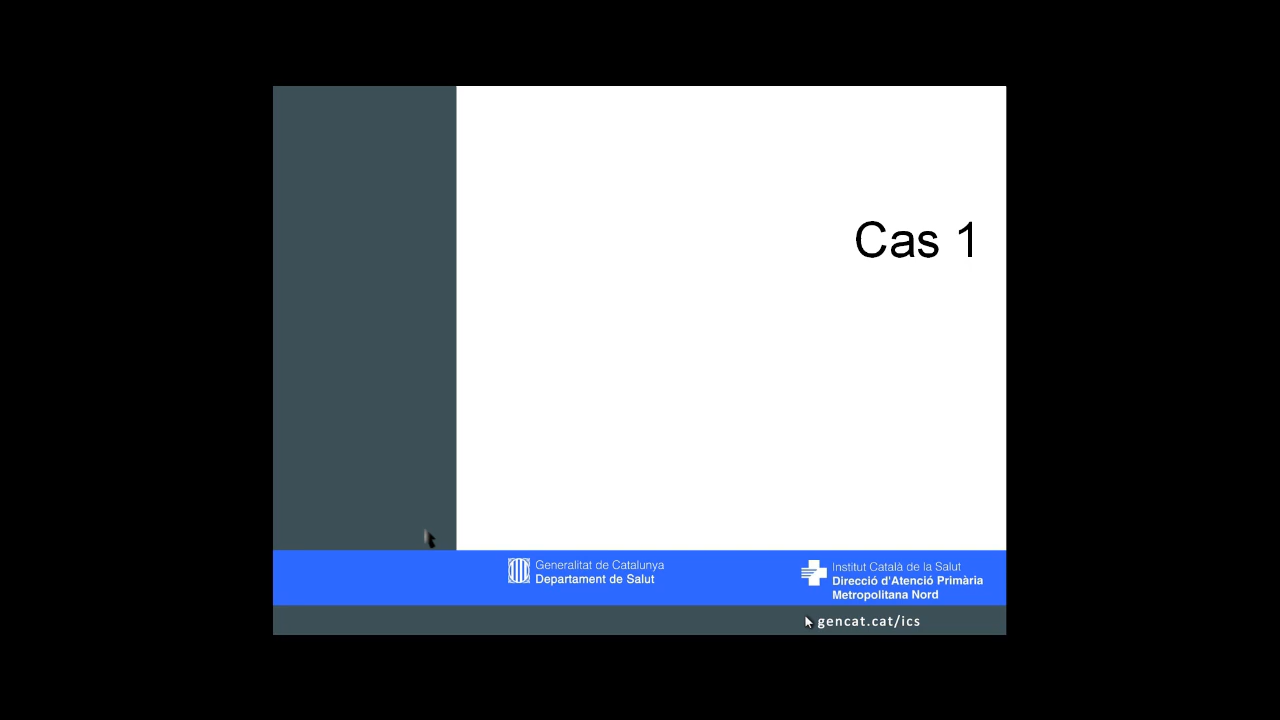 Cas 1
Generalitat de Catalunya
Departament de Salut
Institut Català de la Salut
Direcció d'Atenció Primària
Metropolitana Nord
gencat.cat/ics